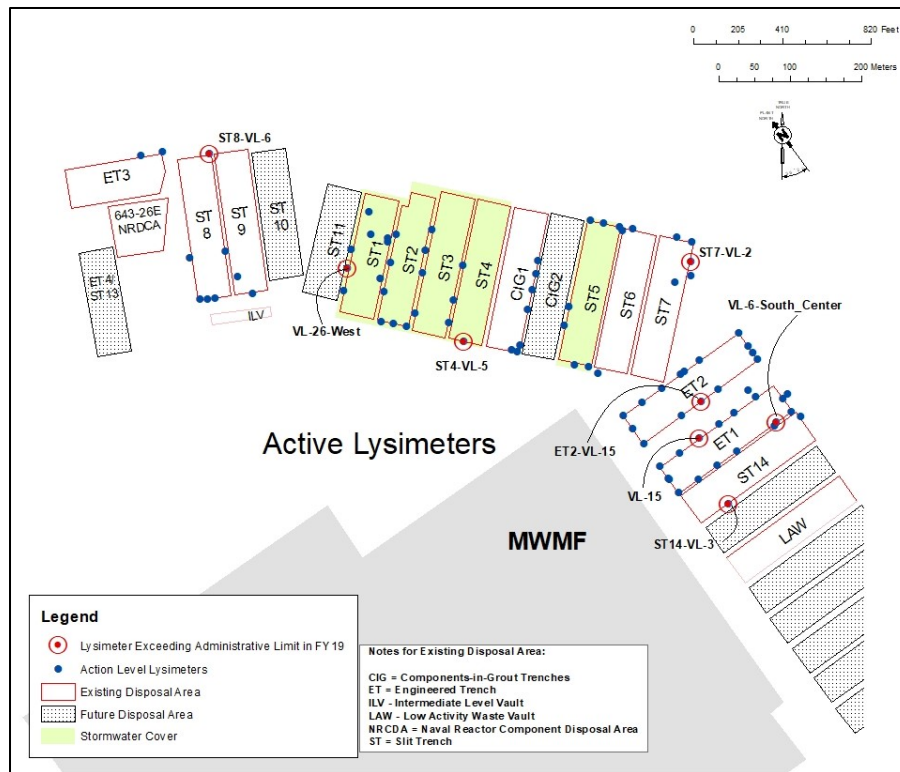 0 205 410 820 Feet
0 50 100 200 Meters
N
ST8-VL-6
ET3
643-26E
NRDCA
ET4/
ST13
ST
8
ST
9
ST
10
ILV
ST11
ST1
ST2
ST3
ST4
CIG1
CIG2
ST5
ST6
ST7
ST7-VL-2
VL-26-West
ST4-VL-5
VL-6-South_Center
Active Lysimeters
ET2
ET2-VL-15
ET1
VL-15
ST14
ST14-VL-3
LAW
MWMF
Legend
Lysimeter Exceeding Administrative Limit in FY19
Action Level Lysimeters
Existing Disposal Area
Future Disposal Area
Stormwater Cover
Notes for Existing Disposal Area:
CIG = Components-in-Grout Trenches
ET = Engineered Trench
ILV - Intermediate Level Vault
LAW - Low Activity Waste Vault
NRCDA = Naval Reactor Component Disposal Area
ST = Slit Trench